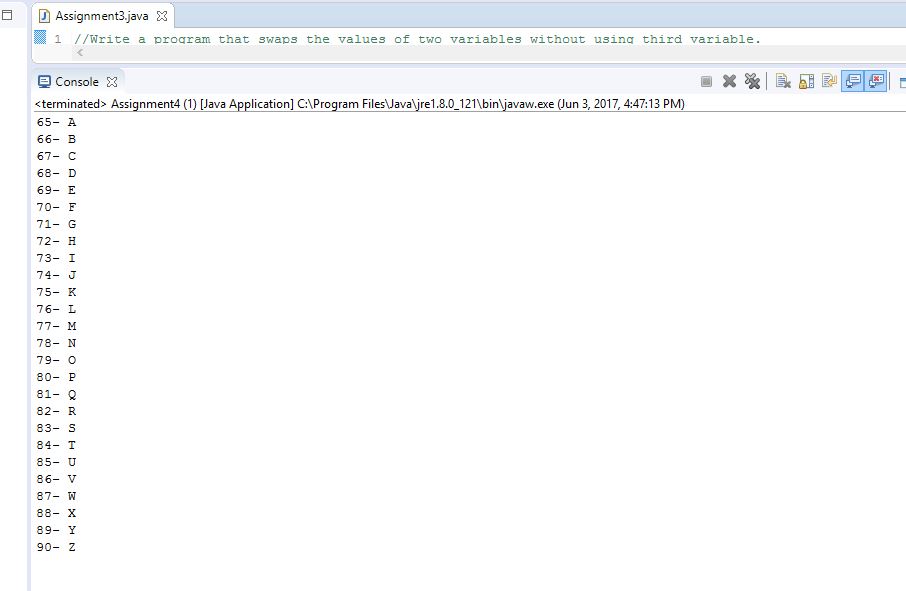 Assignment3.java
1 //Write a program that swaps the values of two variables without using third variable.
Console
<terminated> Assignment4 (1) [Java Application] C:\Program Files\Java\jre1.8.0_121\bin\javaw.exe (Jun 3, 2017, 4:47:13 PM)
65- A
66- B
67- C
68- D
69- E
70- F
71- G
72- H
73- I
74- J
75- K
76- L
77- M
78- N
79- O
80- P
81- Q
82- R
83- S
84- T
85- U
86- V
87- W
88- X
89- Y
90- Z